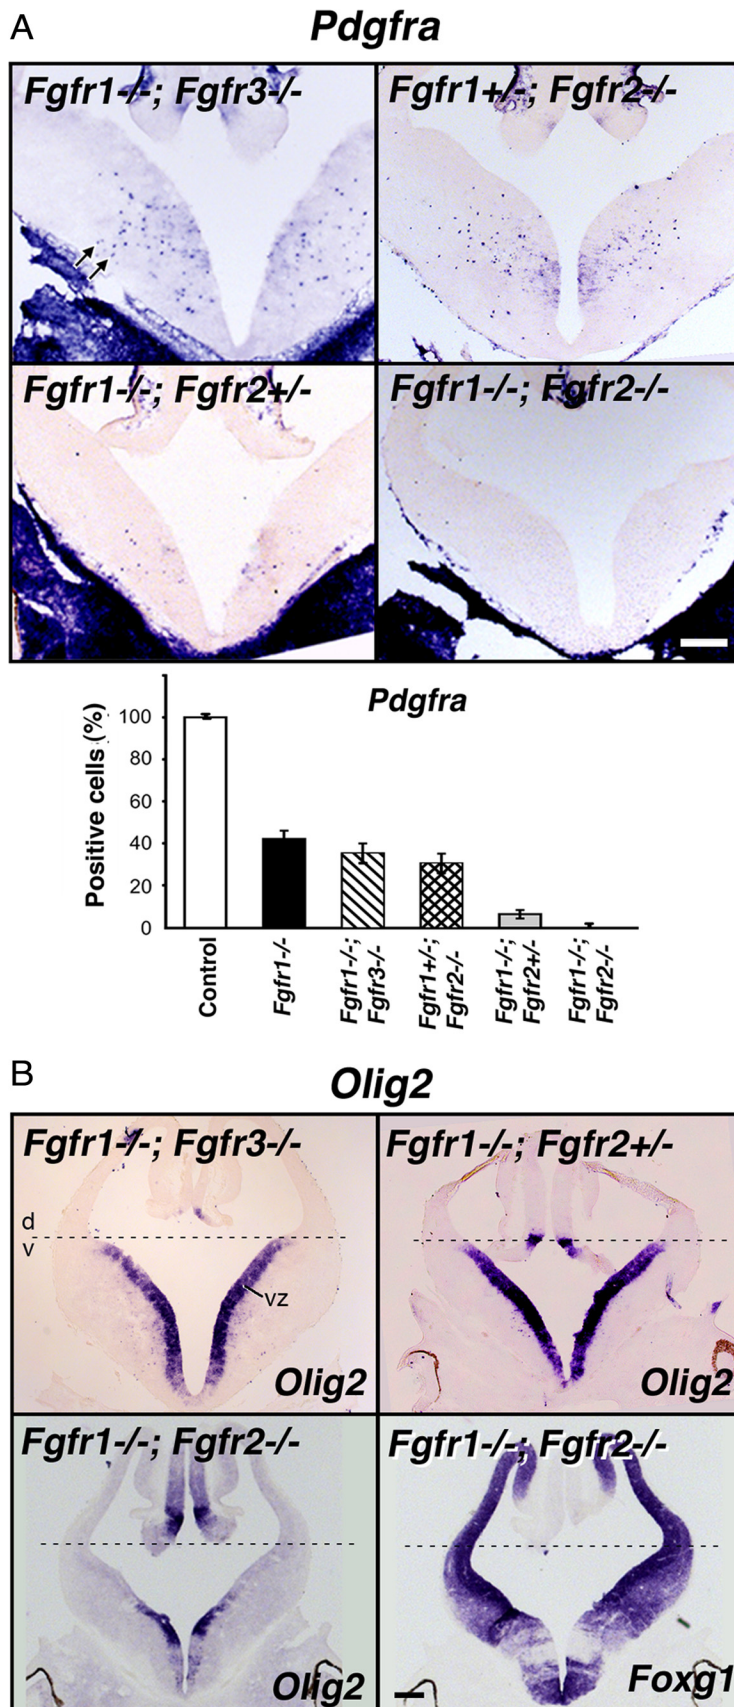 A
Pdgfra
Fgfr1-/-; Fgfr3-/-
Fgfr1+/-; Fgfr2-/-
Fgfr1-/-; Fgfr2+/-
Fgfr1-/-; Fgfr2-/-
Pdgfra
Positive cells (%)
100
80
60
40
20
0
Control
Fgfr1-/-
Fgfr1-/-;
Fgfr3-/-
Fgfr1+/-;
Fgfr2-/-
Fgfr1-/-;
Fgfr2+/-
Fgfr1-/-;
Fgfr2-/-
B
Olig2
Fgfr1-/-; Fgfr3-/-
d
v
vz
Olig2
Fgfr1-/-; Fgfr2+/-
Olig2
Fgfr1-/-; Fgfr2-/-
Olig2
Fgfr1-/-; Fgfr2-/-
Foxg1